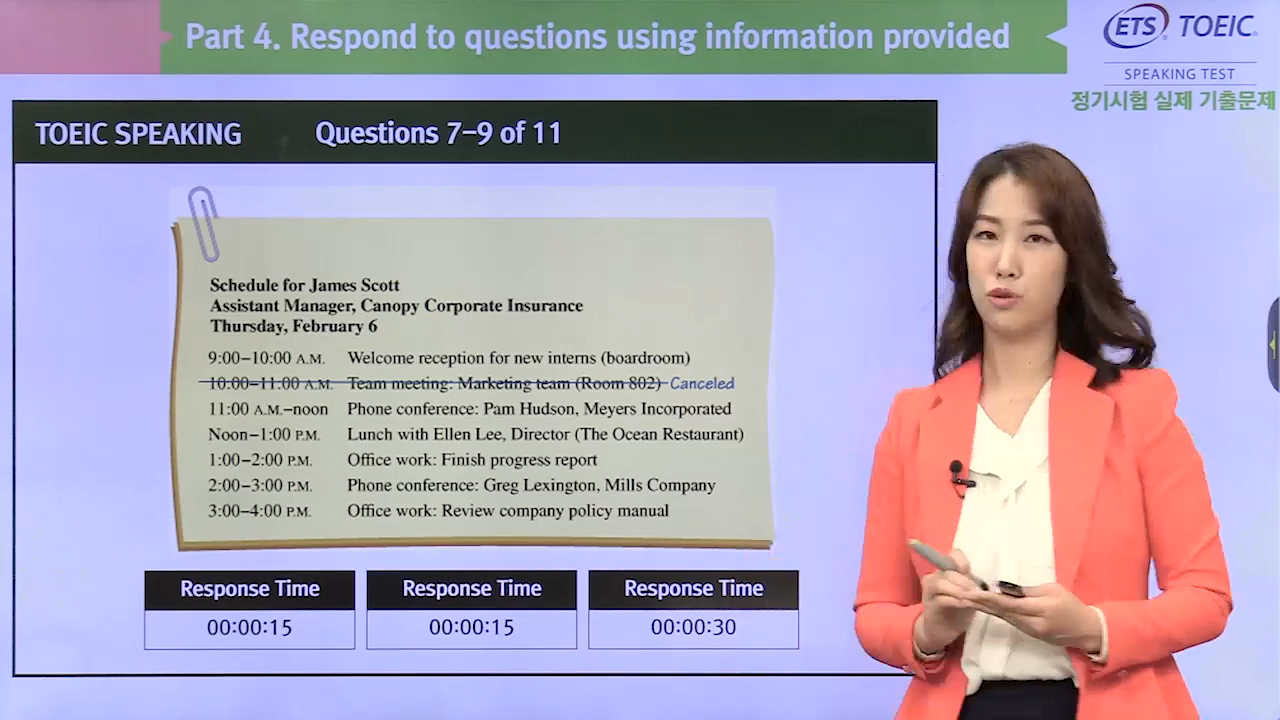 Part 4. Respond to questions using information provided
ETS TOEIC
SPEAKING TEST
정기시험 실제 기출문제
TOEIC SPEAKING Questions 7–9 of 11
Schedule for James Scott
Assistant Manager, Canopy Corporate Insurance
Thursday, February 6
9:00–10:00 A.M. Welcome reception for new interns (boardroom)
10:00–11:00 A.M. Team meeting: Marketing team (Room 802) Canceled
11:00 A.M.–noon Phone conference: Pam Hudson, Meyers Incorporated
Noon–1:00 P.M. Lunch with Ellen Lee, Director (The Ocean Restaurant)
1:00–2:00 P.M. Office work: Finish progress report
2:00–3:00 P.M. Phone conference: Greg Lexington, Mills Company
3:00–4:00 P.M. Office work: Review company policy manual
Response Time Response Time Response Time
00:00:15 00:00:15 00:00:30